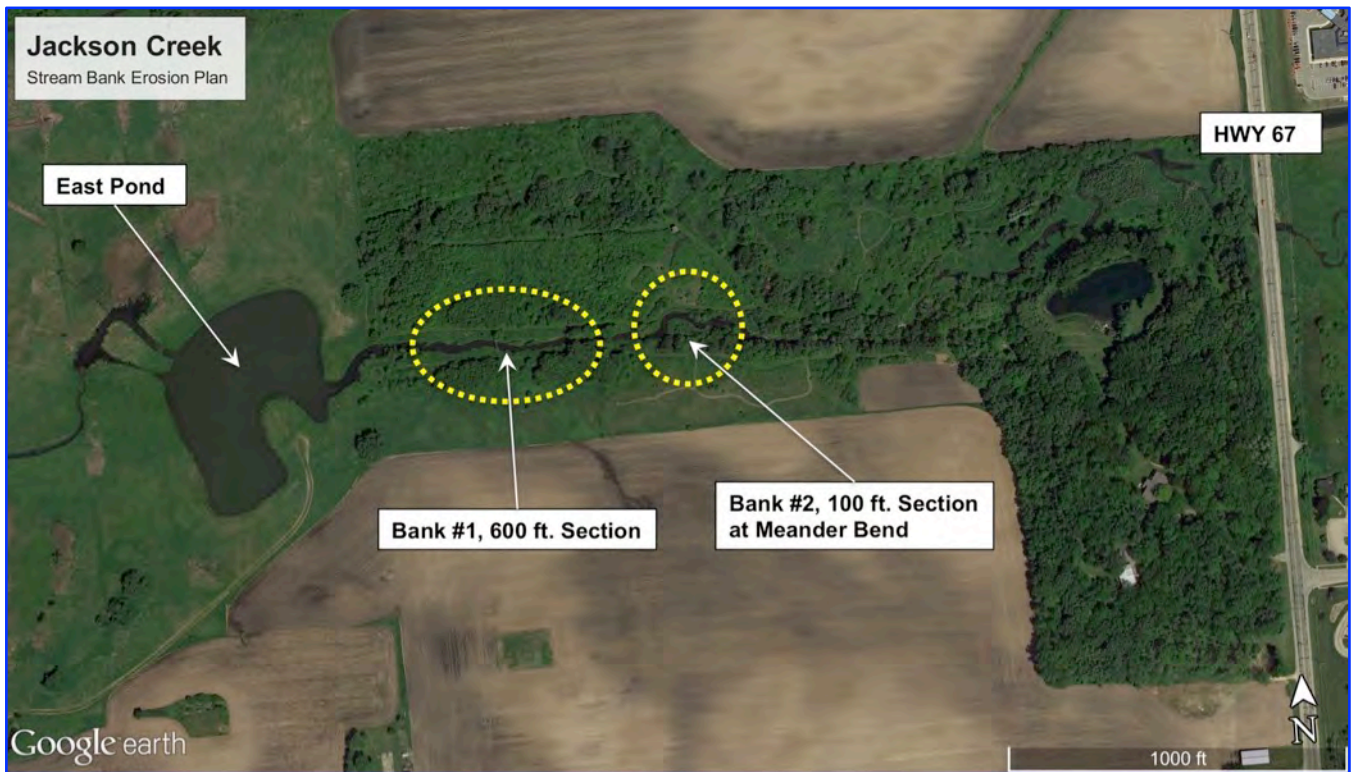 Jackson Creek
Stream Bank Erosion Plan
HWY 67
East Pond
Bank #1, 600 ft. Section
Bank #2, 100 ft. Section
at Meander Bend
N
Google earth
1000 ft